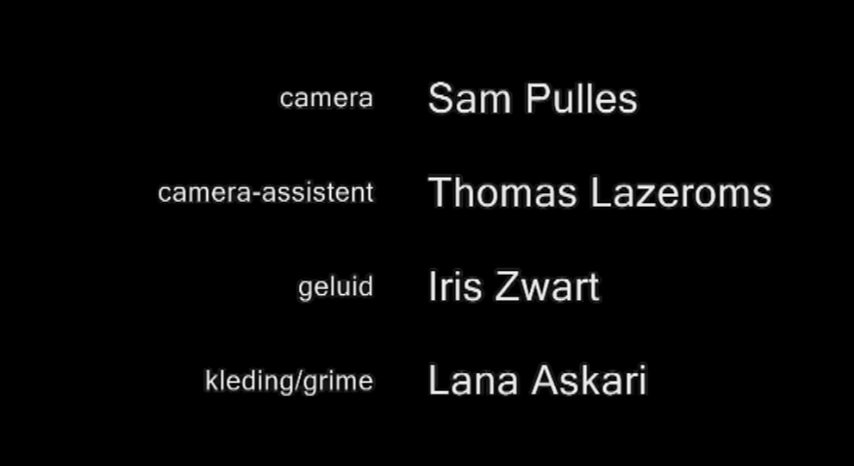 camera Sam Pulles
camera-assistent Thomas Lazeroms
geluid Iris Zwart
kleding/grime Lana Askari